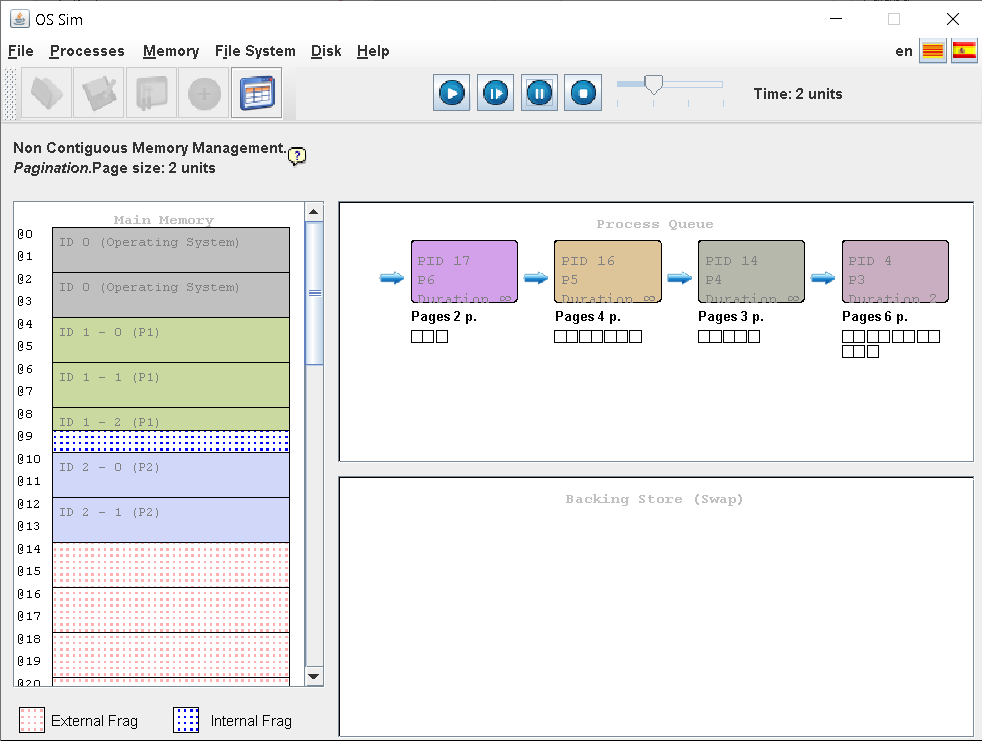 OS Sim
File Processes Memory File System Disk Help
en
Time: 2 units
Non Contiguous Memory Management.
?
Pagination.Page size: 2 units
Main Memory
@0
ID 0 (Operating System)
@1
@2
ID 0 (Operating System)
@3
@4
ID 1 - 0 (P1)
@5
@6
ID 1 - 1 (P1)
@7
@8
ID 1 - 2 (P1)
@9
@10
ID 2 - 0 (P2)
@11
@12
ID 2 - 1 (P2)
@13
@14
@15
@16
@17
@18
@19
@20
External Frag
Internal Frag
Process Queue
PID 17
P6
Duration ∞
Pages 2 p.
PID 16
P5
Duration ∞
Pages 4 p.
PID 14
P4
Duration ∞
Pages 3 p.
PID 4
P3
Duration 2
Pages 6 p.
Backing Store (Swap)